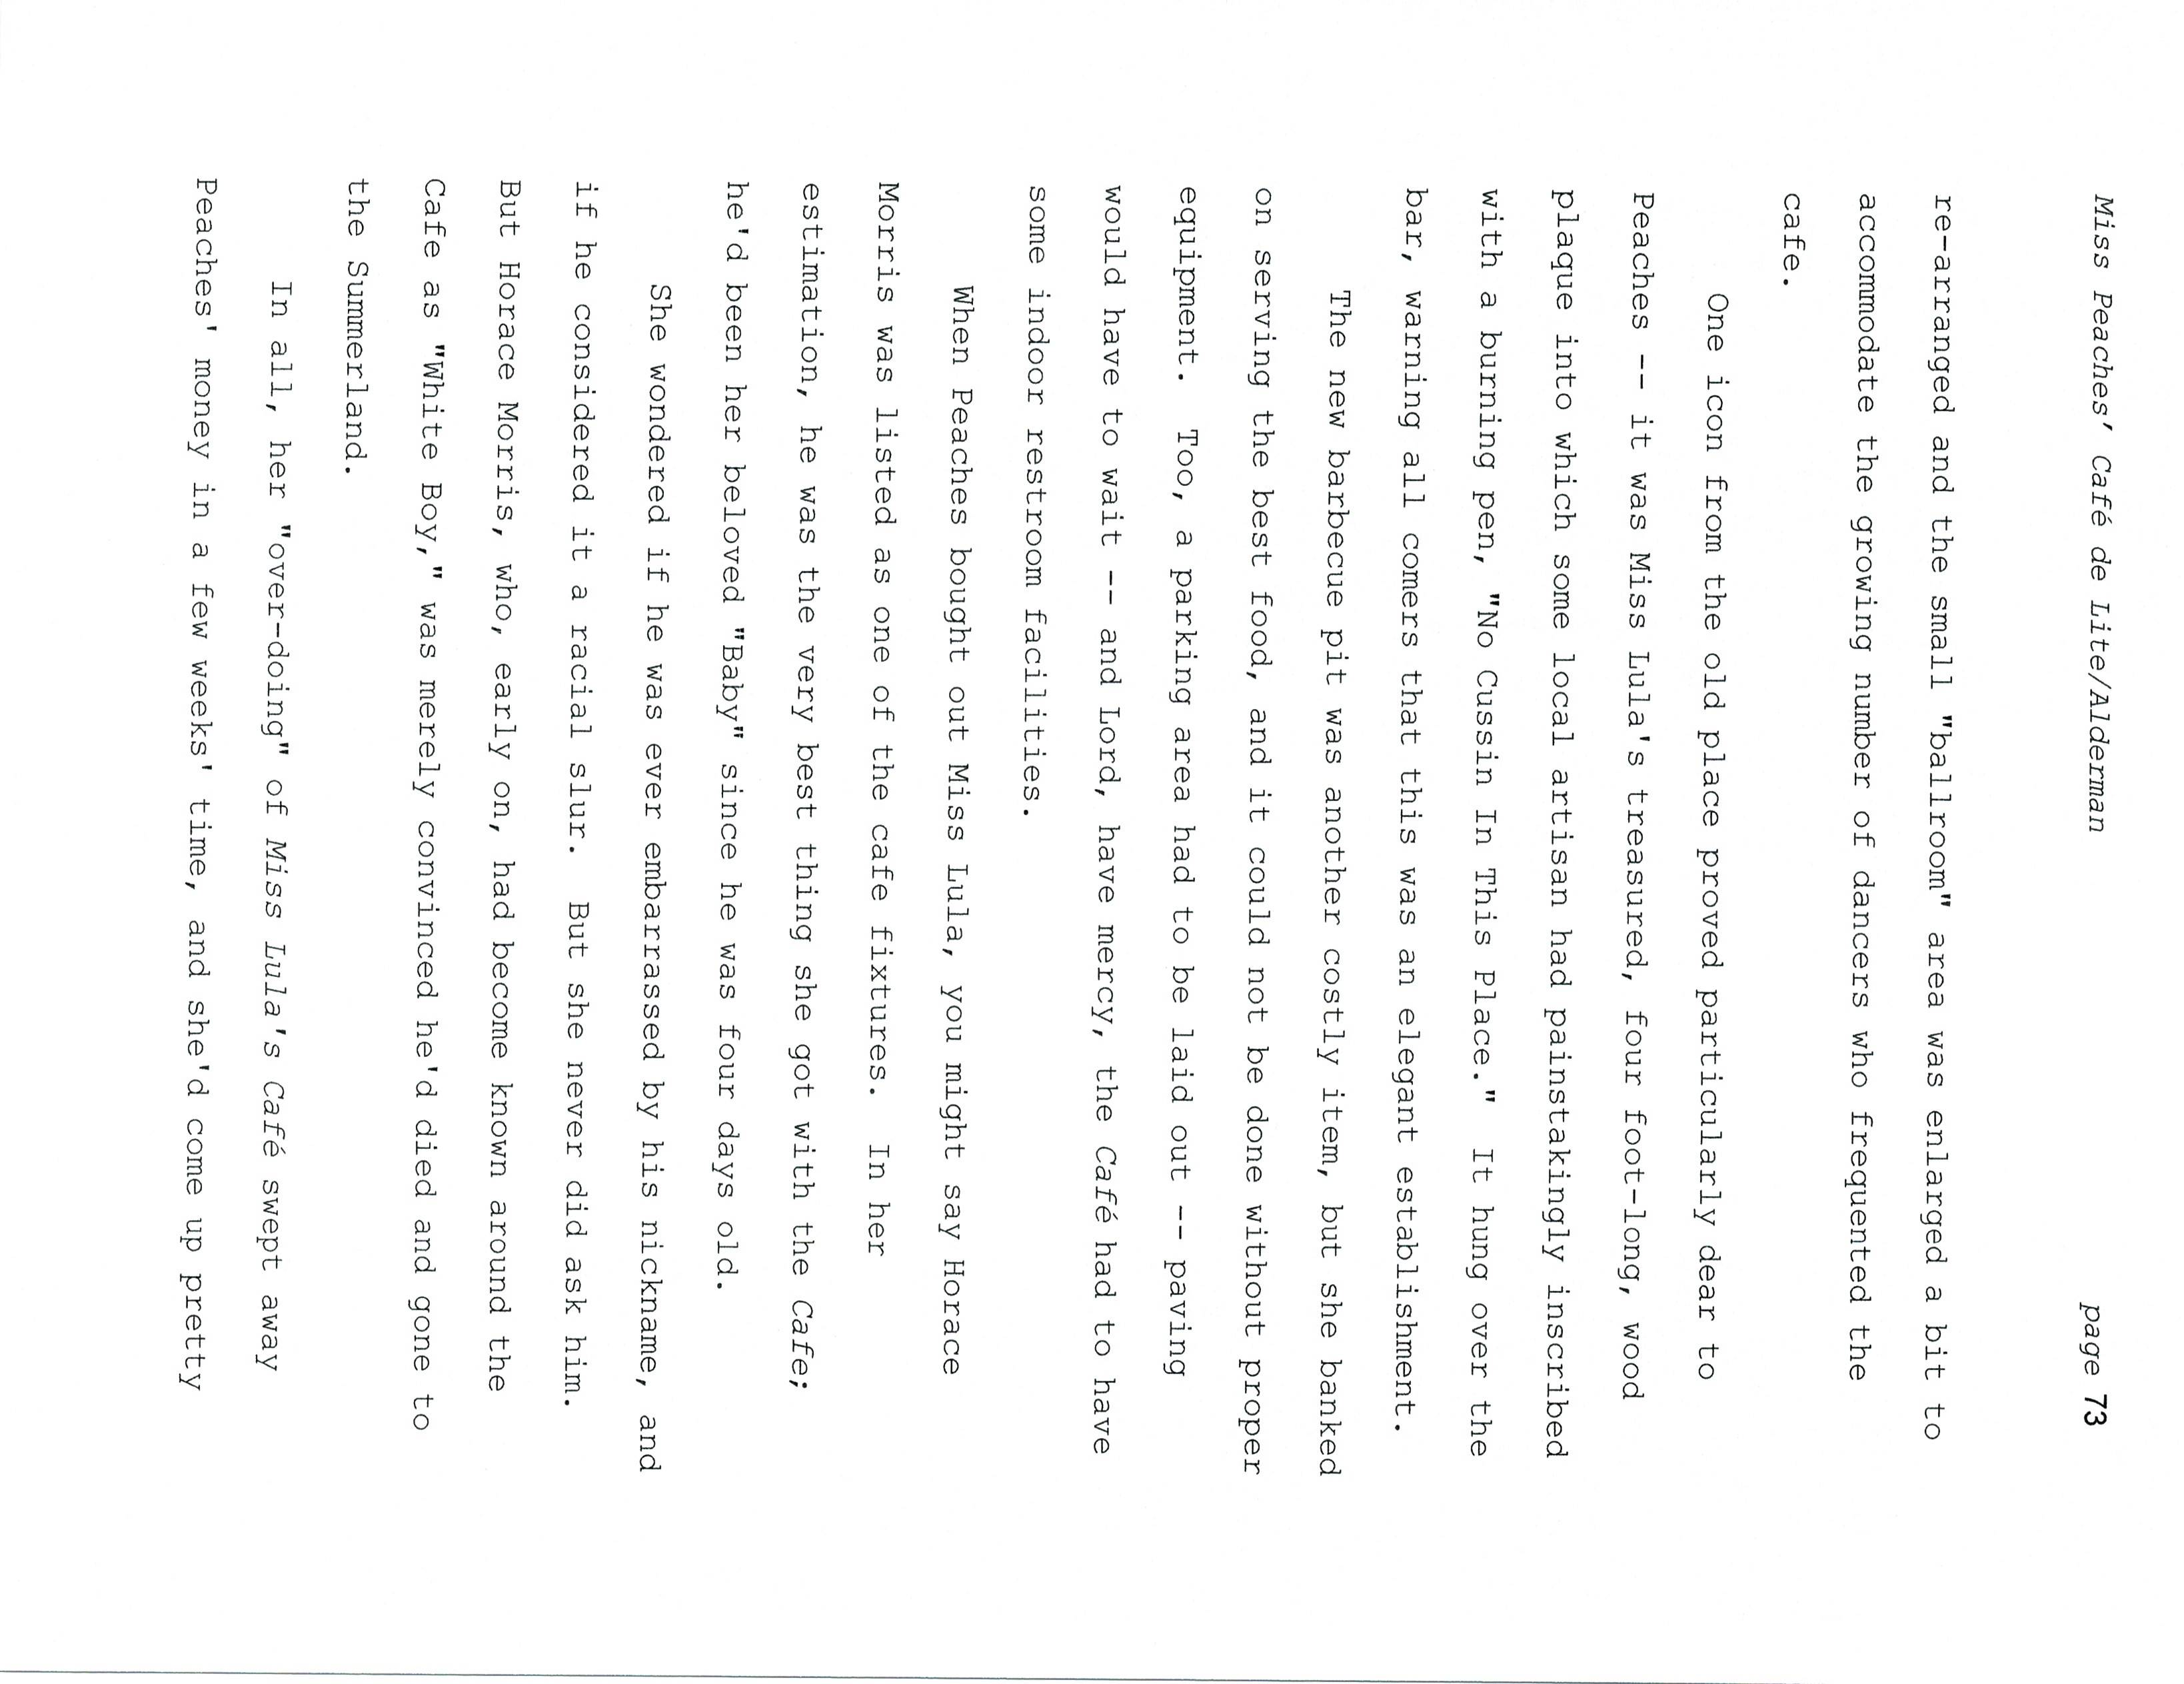 Miss Peaches’ Café de Lite/Alderman page 73
re-arranged and the small "ballroom" area was enlarged a bit to
accommodate the growing number of dancers who frequented the
cafe.
One icon from the old place proved particularly dear to
Peaches -- it was Miss Lula's treasured, four foot-long, wood
plaque into which some local artisan had painstakingly inscribed
with a burning pen, "No Cussin In This Place." It hung over the
bar, warning all comers that this was an elegant establishment.
The new barbecue pit was another costly item, but she banked
on serving the best food, and it could not be done without proper
equipment. Too, a parking area had to be laid out -- paving
would have to wait -- and Lord, have mercy, the Café had to have
some indoor restroom facilities.
When Peaches bought out Miss Lula, you might say Horace
Morris was listed as one of the cafe fixtures. In her
estimation, he was the very best thing she got with the Cafe;
he'd been her beloved "Baby" since he was four days old.
She wondered if he was ever embarrassed by his nickname, and
if he considered it a racial slur. But she never did ask him.
But Horace Morris, who, early on, had become known around the
Cafe as "White Boy," was merely convinced he'd died and gone to
the Summerland.
In all, her "over-doing" of Miss Lula's Café swept away
Peaches' money in a few weeks' time, and she'd come up pretty